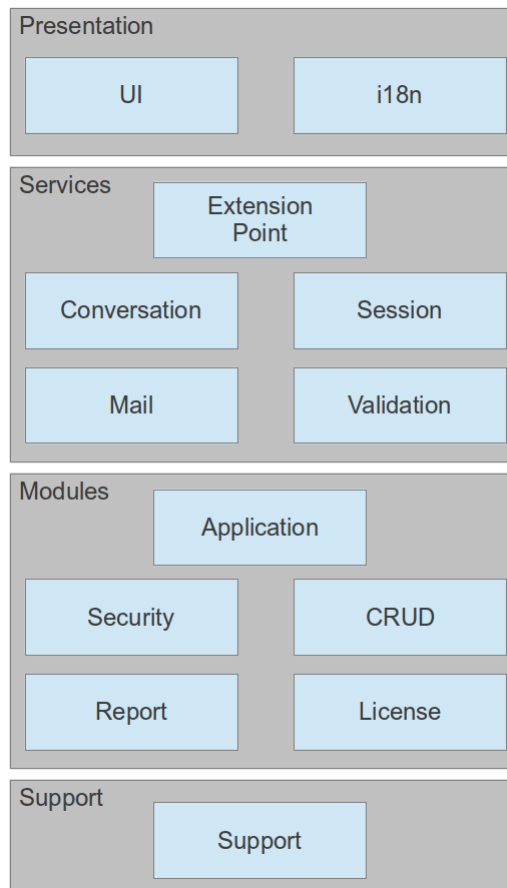 Presentation
UI
i18n
Services
Extension
Point
Conversation
Session
Mail
Validation
Modules
Application
Security
CRUD
Report
License
Support
Support